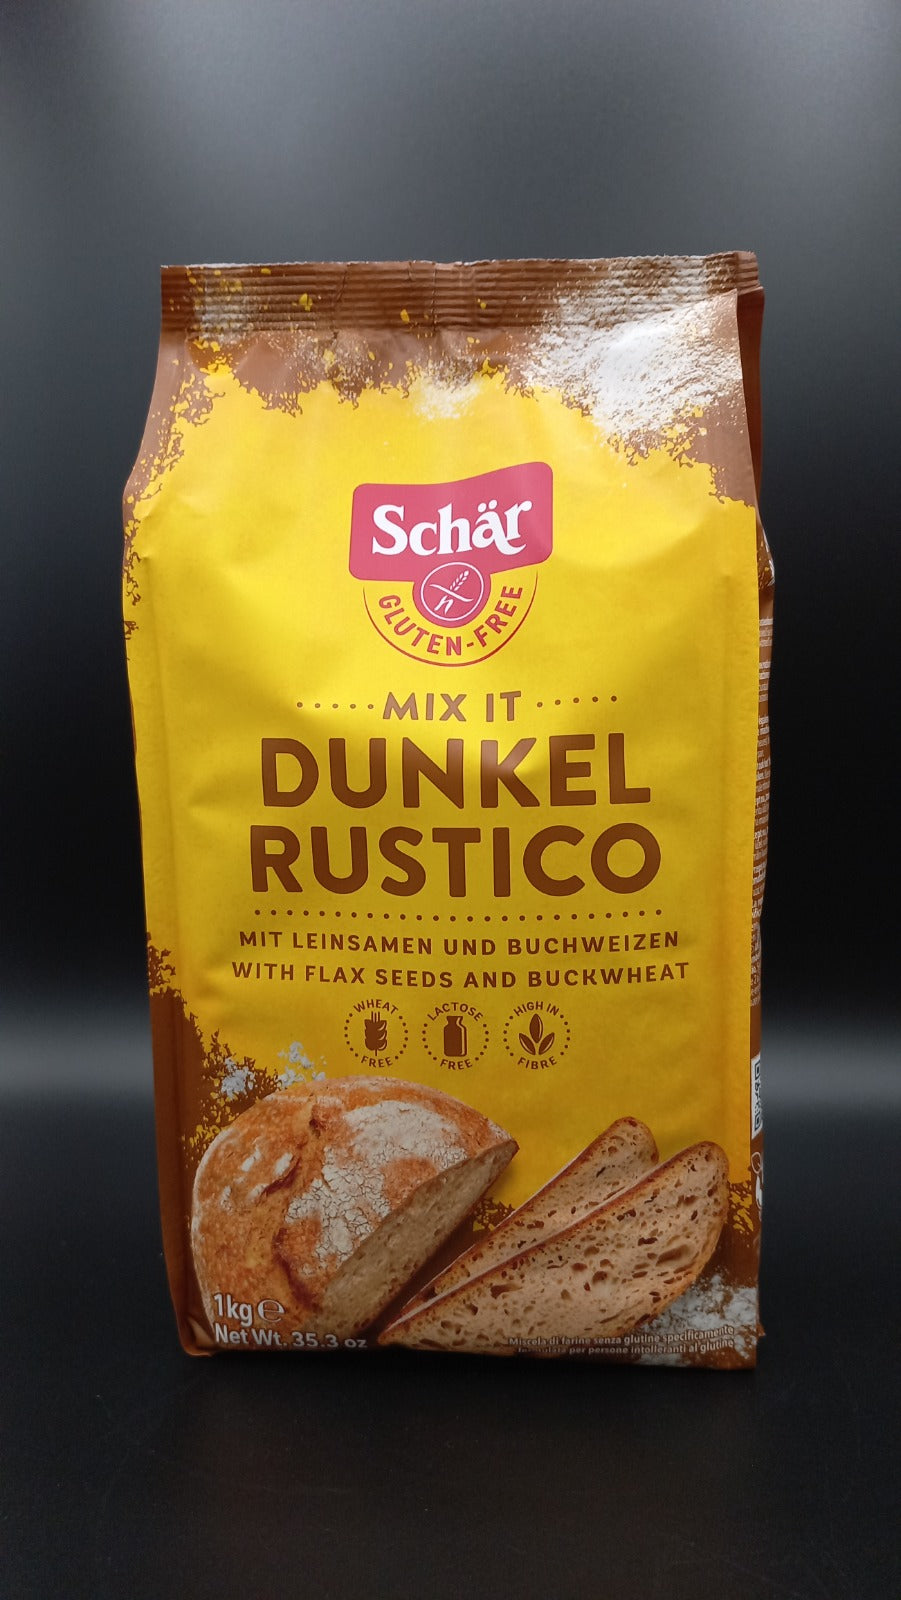 Schär
GLUTEN-FREE
MIX IT
DUNKEL
RUSTICO
MIT LEINSAMEN UND BUCHWEIZEN
WITH FLAX SEEDS AND BUCKWHEAT
WHEAT
FREE
LACTOSE
FREE
HIGH IN
FIBRE
1kg ℮
Net Wt. 35.3 oz
Miscela di farine senza glutine specificamente
formulata per persone intolleranti al glutine